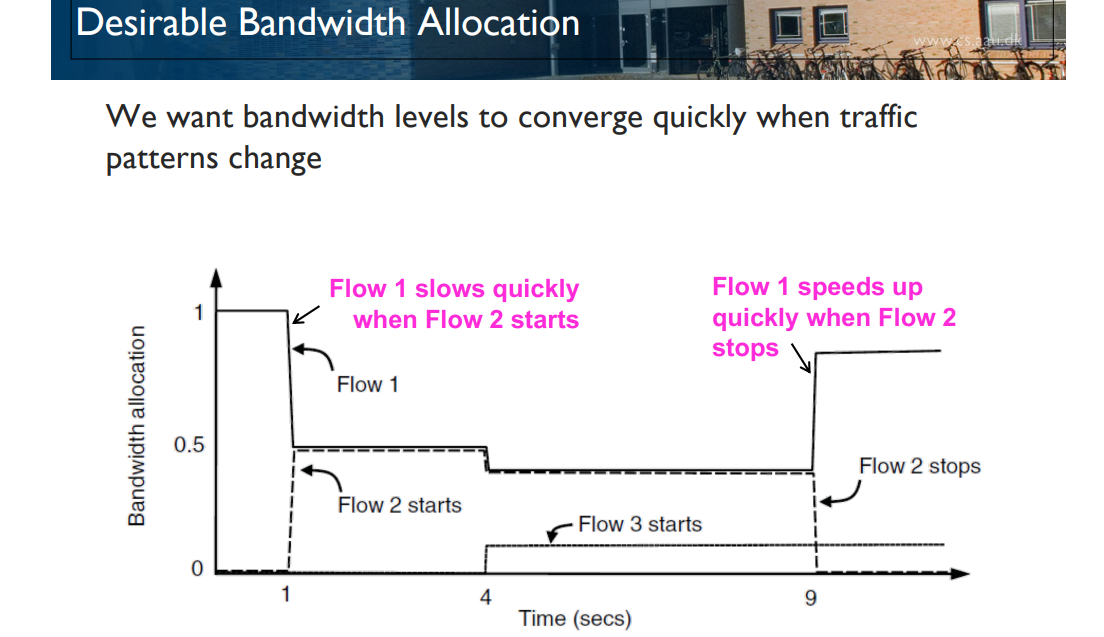 Desirable Bandwidth Allocation
www.cs.aau.dk
We want bandwidth levels to converge quickly when traffic
patterns change
Flow 1 slows quickly
when Flow 2 starts
Flow 1 speeds up
quickly when Flow 2
stops
1
Flow 1
Bandwidth allocation
0.5
Flow 2 stops
Flow 2 starts
Flow 3 starts
0
1
4
9
Time (secs)